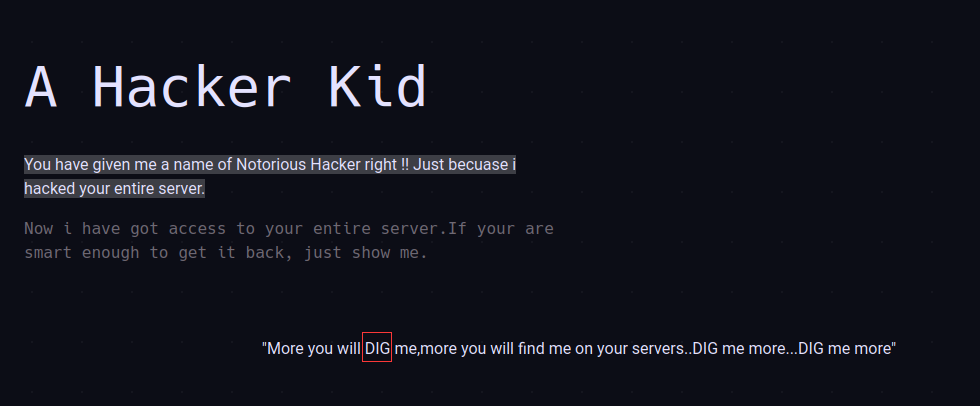 A Hacker Kid
You have given me a name of Notorious Hacker right !! Just becuase i
hacked your entire server.
Now i have got access to your entire server.If your are
smart enough to get it back, just show me.
"More you will DIG me,more you will find me on your servers..DIG me more...DIG me more"